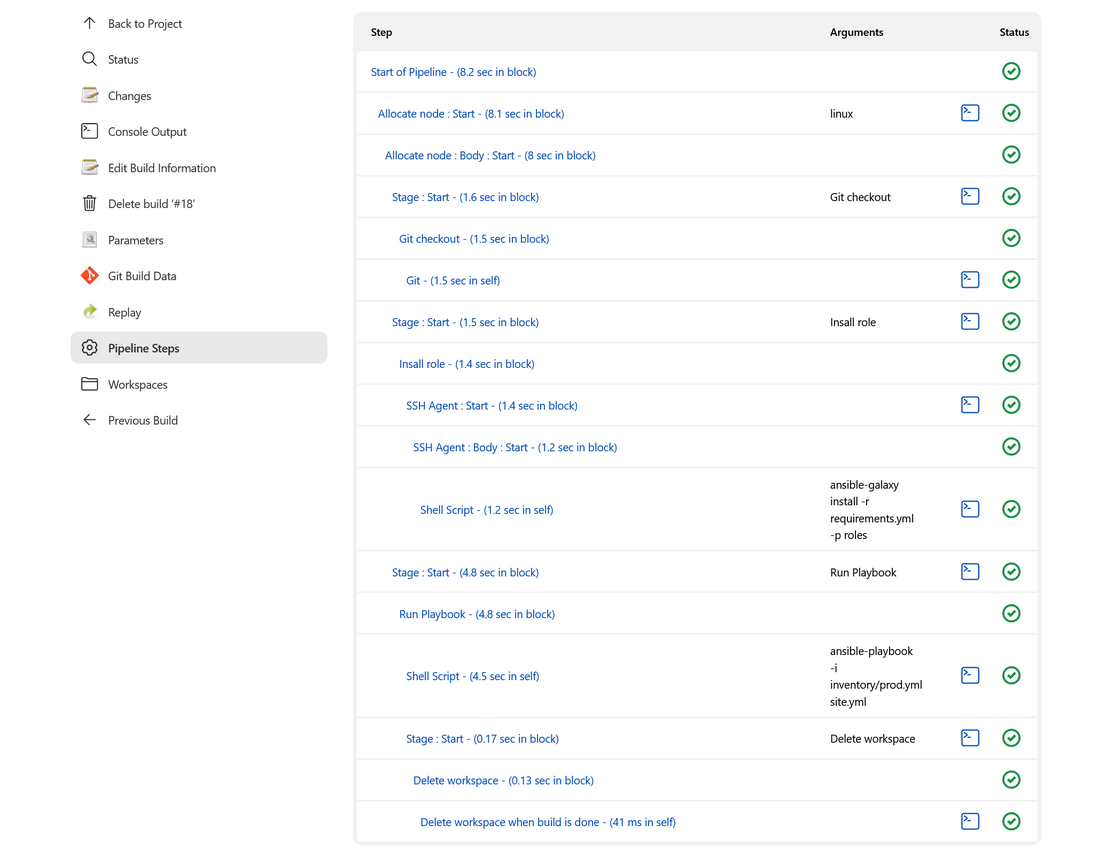 Back to Project
Status
Changes
Console Output
Edit Build Information
Delete build ‘#18’
Parameters
Git Build Data
Replay
Pipeline Steps
Workspaces
Previous Build
Step Arguments Status
Start of Pipeline - (8.2 sec in block)
Allocate node : Start - (8.1 sec in block) linux
Allocate node : Body : Start - (8 sec in block)
Stage : Start - (1.6 sec in block) Git checkout
Git checkout - (1.5 sec in block)
Git - (1.5 sec in self)
Stage : Start - (1.5 sec in block) Insall role
Insall role - (1.4 sec in block)
SSH Agent : Start - (1.4 sec in block)
SSH Agent : Body : Start - (1.2 sec in block)
Shell Script - (1.2 sec in self)
ansible-galaxy
install -r
requirements.yml
-p roles
Stage : Start - (4.8 sec in block) Run Playbook
Run Playbook - (4.8 sec in block)
Shell Script - (4.5 sec in self)
ansible-playbook
-i
inventory/prod.yml
site.yml
Stage : Start - (0.17 sec in block) Delete workspace
Delete workspace - (0.13 sec in block)
Delete workspace when build is done - (41 ms in self)